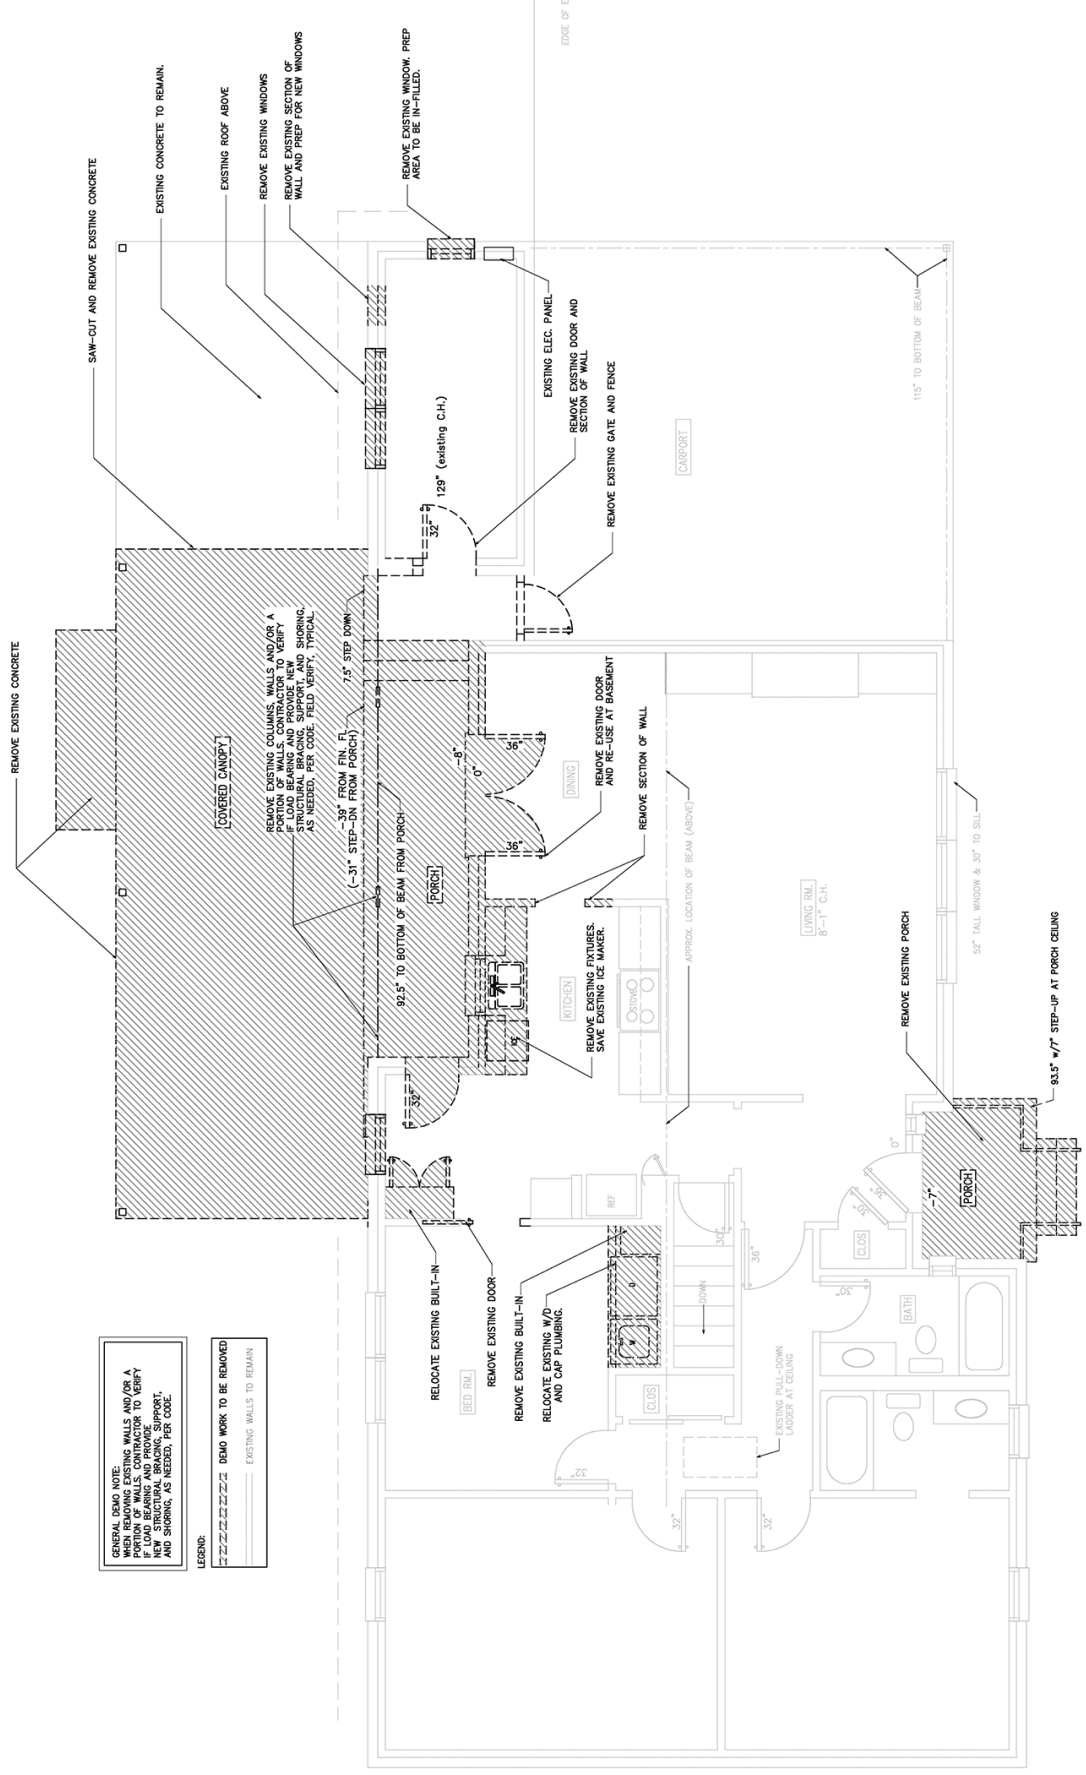 GENERAL DEMO NOTE:
WHEN REMOVING EXISTING WALLS AND/OR A
PORTION OF WALLS. CONTRACTOR TO VERIFY
IF LOAD BEARING AND PROVIDE
NEW STRUCTURAL BRACING, SUPPORT,
AND SHORING, AS NEEDED, PER CODE.
LEGEND:
DEMO WORK TO BE REMOVED
EXISTING WALLS TO REMAIN
REMOVE EXISTING CONCRETE
SAW-CUT AND REMOVE EXISTING CONCRETE
EXISTING CONCRETE TO REMAIN.
EXISTING ROOF ABOVE
REMOVE EXISTING WINDOWS
REMOVE EXISTING SECTION OF
WALL AND PREP FOR NEW WINDOWS
REMOVE EXISTING WINDOW. PREP
AREA TO BE IN-FILLED.
EDGE OF E
COVERED CANOPY
REMOVE EXISTING COLUMNS, WALLS AND/OR A
PORTION OF WALLS. CONTRACTOR TO VERIFY
IF LOAD BEARING AND PROVIDE NEW
STRUCTURAL BRACING, SUPPORT, AND SHORING,
AS NEEDED, PER CODE. FIELD VERIFY, TYPICAL.
-39" FROM FIN. FL.
(-31" STEP-DN FROM PORCH)
7.5" STEP DOWN
92.5" TO BOTTOM OF BEAM FROM PORCH
PORCH
-8"
0"
36"
36"
32"
129" (existing C.H.)
32"
EXISTING ELEC. PANEL
REMOVE EXISTING DOOR AND
SECTION OF WALL
REMOVE EXISTING GATE AND FENCE
CARPORT
115" TO BOTTOM OF BEAM
DINING
REMOVE EXISTING DOOR
AND RE-USE AT BASEMENT
REMOVE SECTION OF WALL
KITCHEN
REMOVE EXISTING FIXTURES.
SAVE EXISTING ICE MAKER.
ICE
STOVE
APPROX. LOCATION OF BEAM (ABOVE)
LIVING RM.
8'-1" C.H.
52" TALL WINDOW & 30" TO SILL
REMOVE EXISTING PORCH
93.5" w/7" STEP-UP AT PORCH CEILING
0"
-7"
PORCH
36"
30"
CLOS
REF
30"
36"
DOWN
30"
BATH
RELOCATE EXISTING BUILT-IN
REMOVE EXISTING DOOR
BED RM.
REMOVE EXISTING BUILT-IN
RELOCATE EXISTING W/D
AND CAP PLUMBING.
D
W
CLOS
EXISTING PULL-DOWN
LADDER AT CEILING
32"
32"
32"